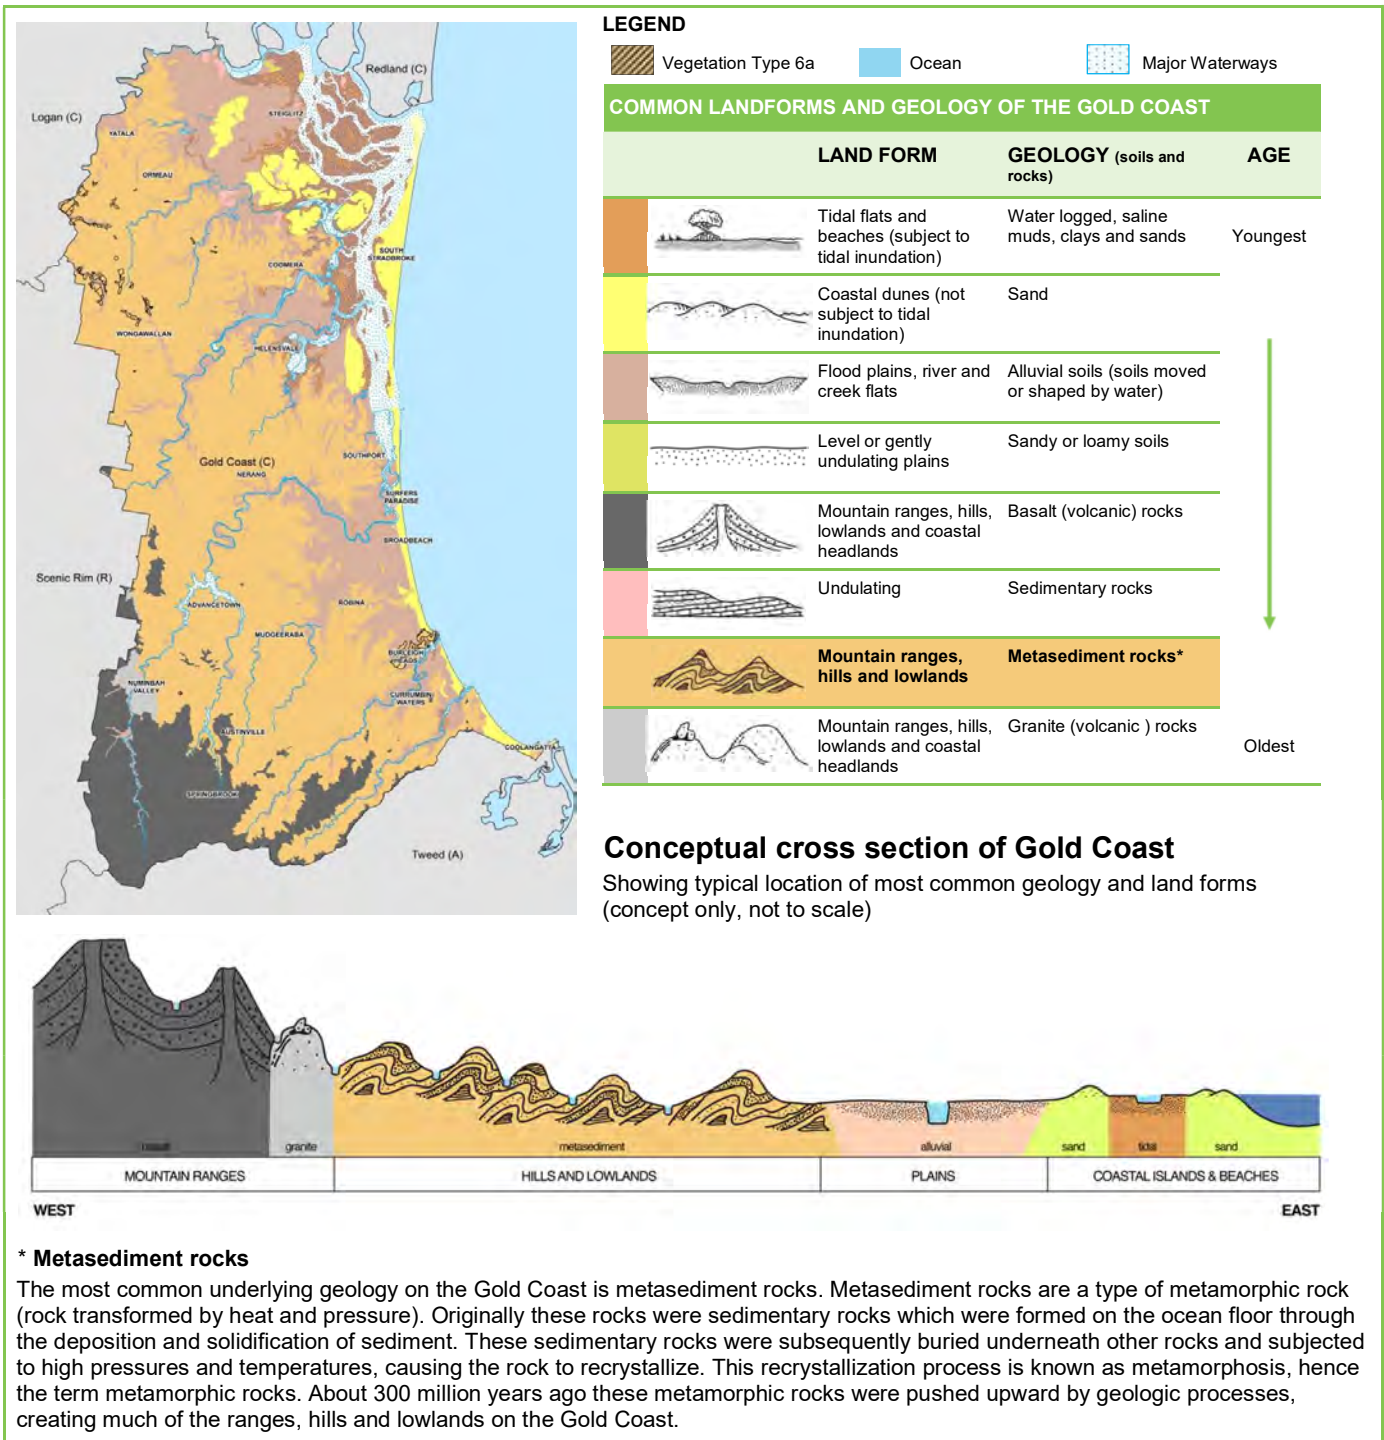 LEGEND
Vegetation Type 6a
Ocean
Major Waterways
COMMON LANDFORMS AND GEOLOGY OF THE GOLD COAST
LAND FORM
GEOLOGY (soils and
rocks)
AGE
Tidal flats and
beaches (subject to
tidal inundation)
Water logged, saline
muds, clays and sands
Youngest
Coastal dunes (not
subject to tidal
inundation)
Sand
Flood plains, river and
creek flats
Alluvial soils (soils moved
or shaped by water)
Level or gently
undulating plains
Sandy or loamy soils
Mountain ranges, hills,
lowlands and coastal
headlands
Basalt (volcanic) rocks
Undulating
Sedimentary rocks
Mountain ranges,
hills and lowlands
Metasediment rocks*
Mountain ranges, hills,
lowlands and coastal
headlands
Granite (volcanic ) rocks
Oldest
Redland (C)
Logan (C)
STEIGLITZ
YATALA
ORMEAU
SOUTH
STRADBROKE
COOMERA
WONGAWALLAN
HELENSVALE
SOUTHPORT
Gold Coast (C)
NERANG
SURFERS
PARADISE
BROADBEACH
Scenic Rim (R)
ADVANCETOWN
ROBINA
MUDGEERABA
BURLEIGH
HEADS
NUMINBAH
VALLEY
CURRUMBIN
WATERS
AUSTINVILLE
COOLANGATTA
SPRINGBROOK
Tweed (A)
Conceptual cross section of Gold Coast
Showing typical location of most common geology and land forms
(concept only, not to scale)
basalt
granite
metasediment
alluvial
sand
tidal
sand
MOUNTAIN RANGES
HILLS AND LOWLANDS
PLAINS
COASTAL ISLANDS & BEACHES
WEST
EAST
* Metasediment rocks
The most common underlying geology on the Gold Coast is metasediment rocks. Metasediment rocks are a type of metamorphic rock
(rock transformed by heat and pressure). Originally these rocks were sedimentary rocks which were formed on the ocean floor through
the deposition and solidification of sediment. These sedimentary rocks were subsequently buried underneath other rocks and subjected
to high pressures and temperatures, causing the rock to recrystallize. This recrystallization process is known as metamorphosis, hence
the term metamorphic rocks. About 300 million years ago these metamorphic rocks were pushed upward by geologic processes,
creating much of the ranges, hills and lowlands on the Gold Coast.